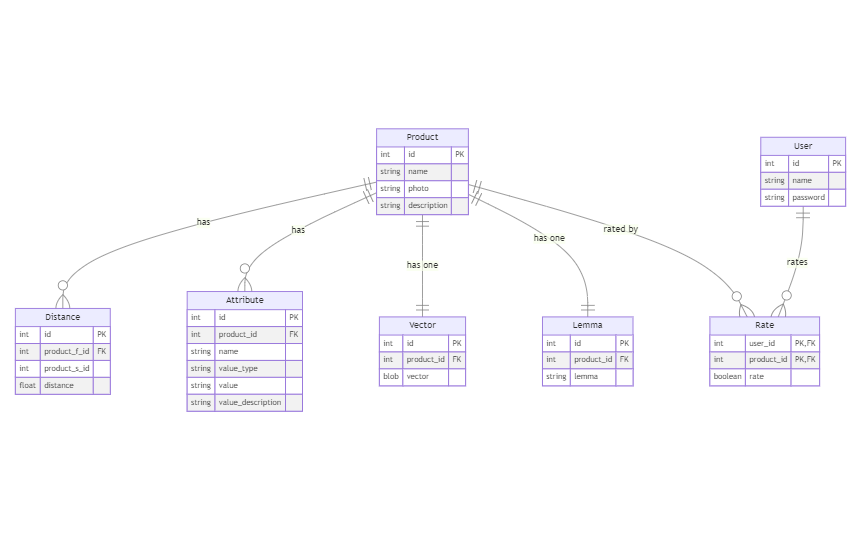 Product
int id PK
string name
string photo
string description
User
int id PK
string name
string password
has
has
has one
has one
rated by
rates
Distance
int id PK
int product_f_id FK
int product_s_id
float distance
Attribute
int id PK
int product_id FK
string name
string value_type
string value
string value_description
Vector
int id PK
int product_id FK
blob vector
Lemma
int id PK
int product_id FK
string lemma
Rate
int user_id PK,FK
int product_id PK,FK
boolean rate